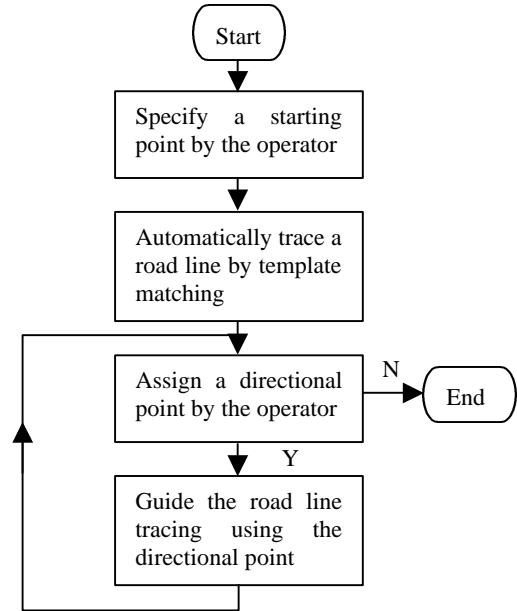 Start
Specify a starting
point by the operator
Automatically trace a
road line by template
matching
Assign a directional
point by the operator
N
End
Y
Guide the road line
tracing using the
directional point